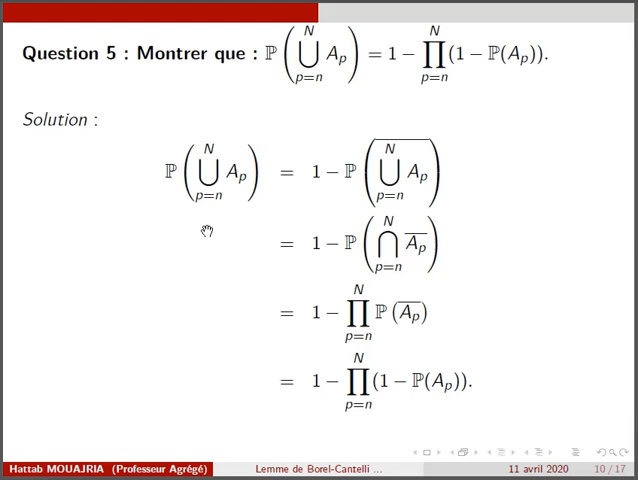 Question 5 : Montrer que : ℙ(⋃_{p=n}^{N} A_p) = 1 − ∏_{p=n}^{N} (1 − ℙ(A_p)).
Solution :
ℙ(⋃_{p=n}^{N} A_p) = 1 − ℙ(\overline{⋃_{p=n}^{N} A_p})
= 1 − ℙ(⋂_{p=n}^{N} \overline{A_p})
= 1 − ∏_{p=n}^{N} ℙ(\overline{A_p})
= 1 − ∏_{p=n}^{N} (1 − ℙ(A_p)).
Hattab MOUAJRIA (Professeur Agrégé) Lemme de Borel-Cantelli ... 11 avril 2020 10 / 17